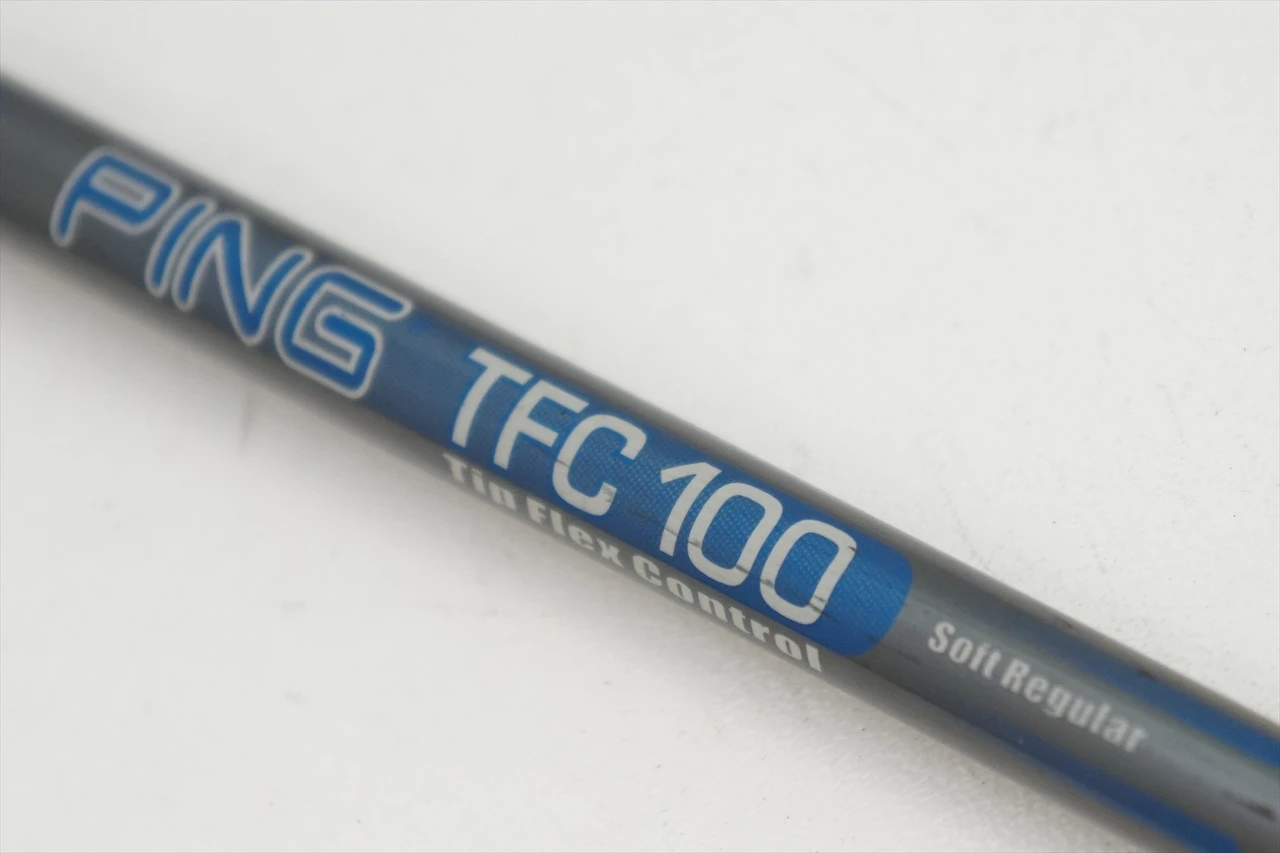 PING TFC 100
Tip Flex Control
Soft Regular